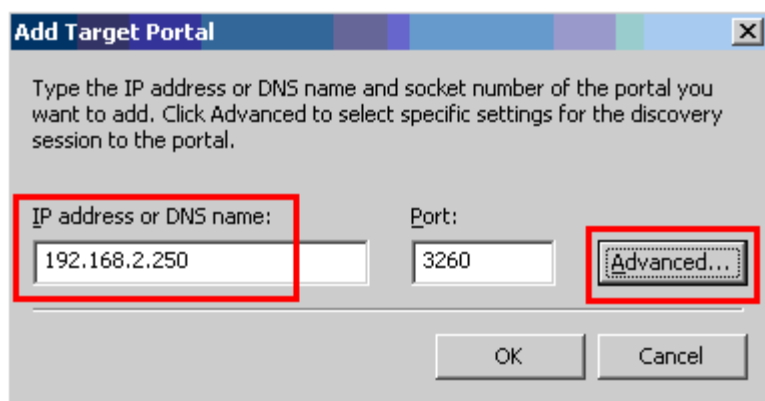 Add Target Portal
Type the IP address or DNS name and socket number of the portal you
want to add. Click Advanced to select specific settings for the discovery
session to the portal.
IP address or DNS name:
Port:
192.168.2.250
3260
Advanced...
OK
Cancel